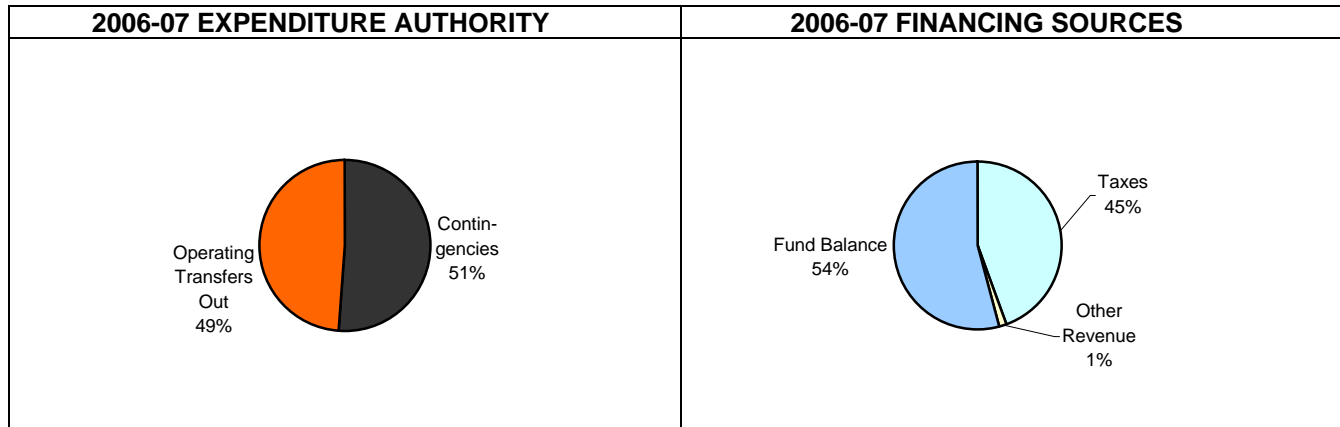 2006-07 EXPENDITURE AUTHORITY
2006-07 FINANCING SOURCES
Operating
Transfers
Out
49%
Contin-
gencies
51%
Fund Balance
54%
Taxes
45%
Other
Revenue
1%